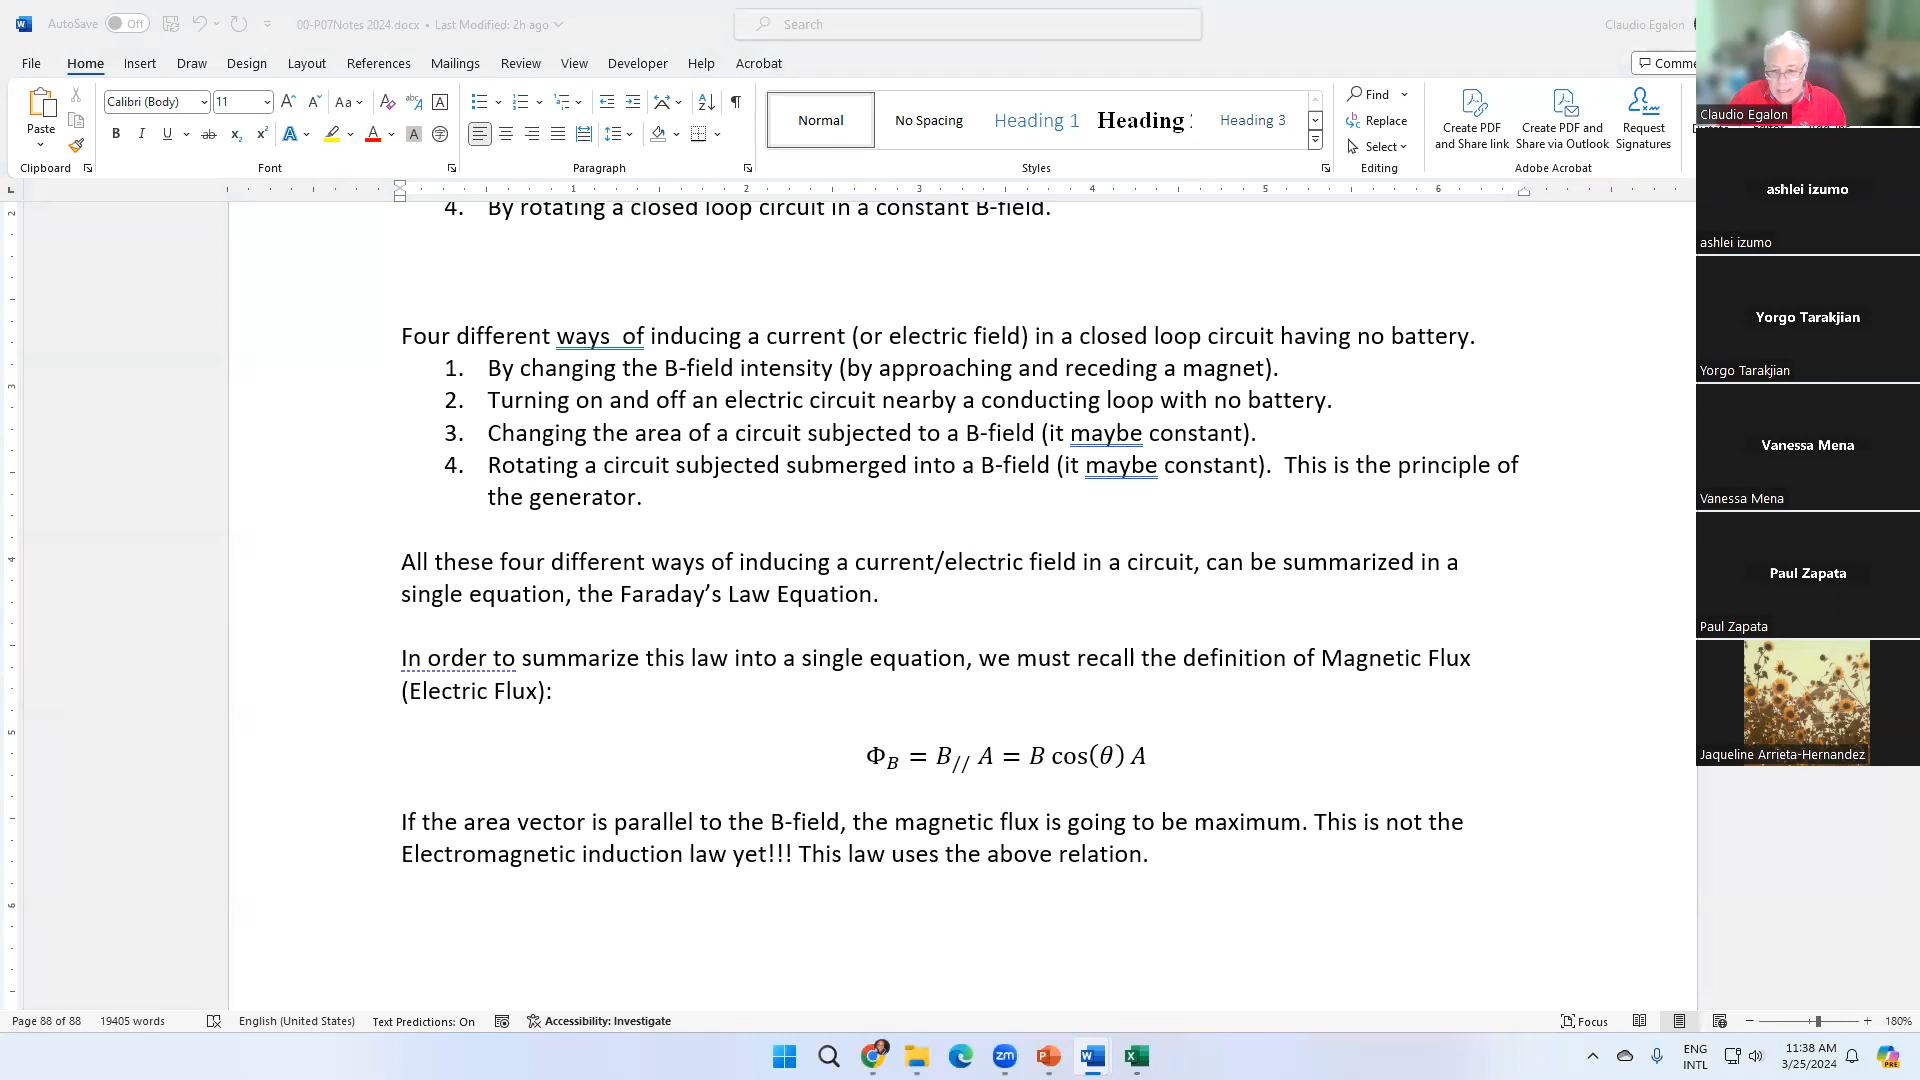 AutoSave Off 00-P07Notes 2024.docx • Last Modified: 2h ago Search Claudio Egalon
File Home Insert Draw Design Layout References Mailings Review View Developer Help Acrobat Comme
Paste Calibri (Body) 11 Aa Normal No Spacing Heading 1 Heading 2 Heading 3 Find Replace Select Create PDF and Share link Create PDF and Share via Outlook Request Signatures
Clipboard Font Paragraph Styles Editing Adobe Acrobat
Claudio Egalon
ashlei izumo
ashlei izumo
Yorgo Tarakjian
Yorgo Tarakjian
Vanessa Mena
Vanessa Mena
Paul Zapata
Paul Zapata
Jaqueline Arrieta-Hernandez
4. By rotating a closed loop circuit in a constant B-field.
Four different ways  of inducing a current (or electric field) in a closed loop circuit having no battery.
1. By changing the B-field intensity (by approaching and receding a magnet).
2. Turning on and off an electric circuit nearby a conducting loop with no battery.
3. Changing the area of a circuit subjected to a B-field (it maybe constant).
4. Rotating a circuit subjected submerged into a B-field (it maybe constant).  This is the principle of
the generator.
All these four different ways of inducing a current/electric field in a circuit, can be summarized in a
single equation, the Faraday’s Law Equation.
In order to summarize this law into a single equation, we must recall the definition of Magnetic Flux
(Electric Flux):
Φ_B = B_// A = B cos(θ) A
If the area vector is parallel to the B-field, the magnetic flux is going to be maximum. This is not the
Electromagnetic induction law yet!!! This law uses the above relation.
Page 88 of 88 19405 words English (United States) Text Predictions: On Accessibility: Investigate Focus 180%
ENG INTL 11:38 AM 3/25/2024